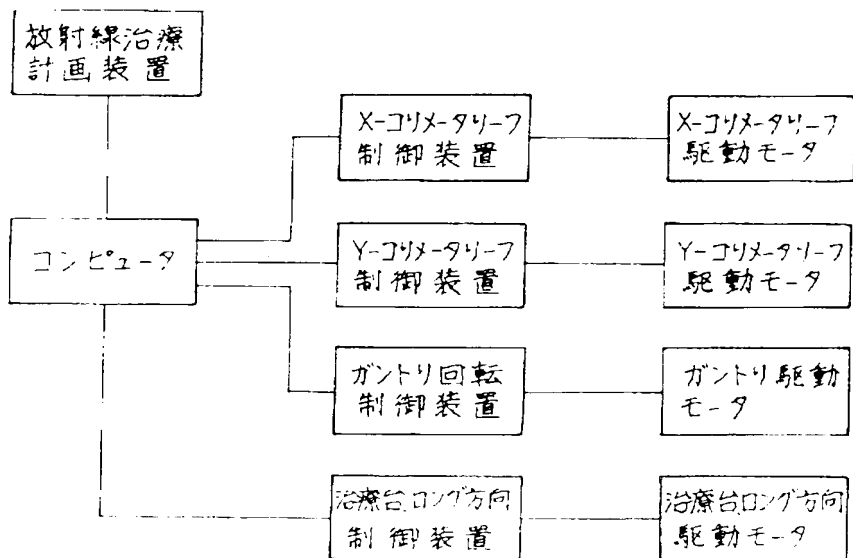 放射線治療
計画装置
X-コリメータリーフ
制御装置
X-コリメータリーフ
駆動モータ
コンピュータ
Y-コリメータリーフ
制御装置
Y-コリメータリーフ
駆動モータ
ガントリ回転
制御装置
ガントリ駆動
モータ
治療台ロング方向
制御装置
治療台ロング方向
駆動モータ